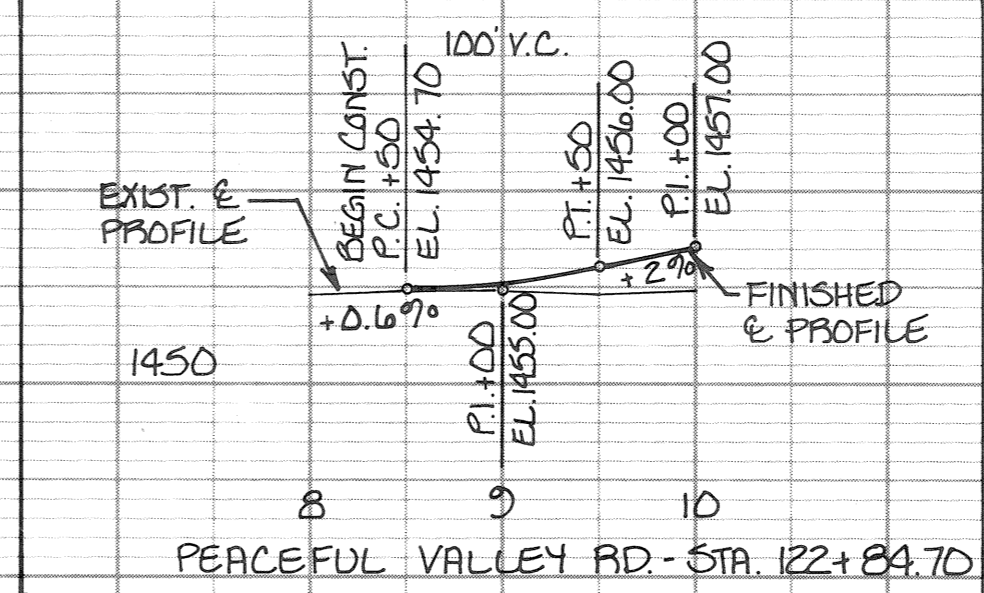 100' V.C.
BEGIN CONST.
P.C. +50
EL. 1454.70
P.T. +50
EL. 1456.00
P.I. +00
EL. 1457.00
EXIST. ℄
PROFILE
+0.6%
+2%
FINISHED
℄ PROFILE
P.I. +00
EL. 1455.00
1450
8 9 10
PEACEFUL VALLEY RD. - STA. 122+84.70